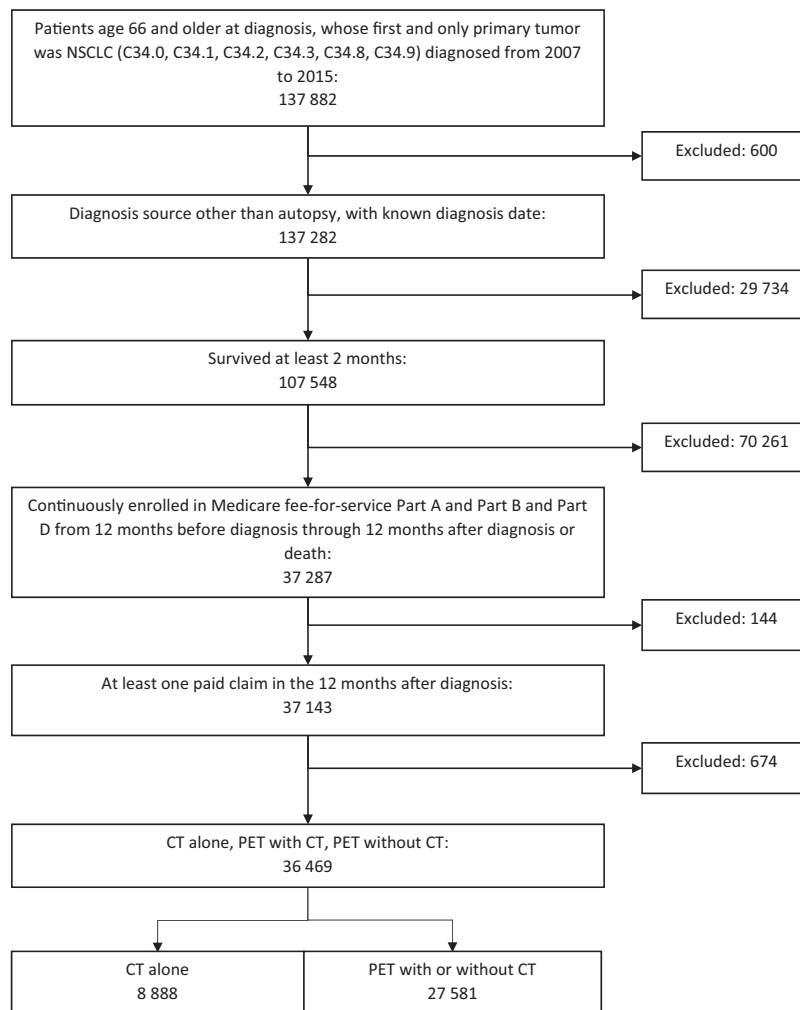 Patients age 66 and older at diagnosis, whose first and only primary tumor
was NSCLC (C34.0, C34.1, C34.2, C34.3, C34.8, C34.9) diagnosed from 2007
to 2015:
137 882
Excluded: 600
Diagnosis source other than autopsy, with known diagnosis date:
137 282
Excluded: 29 734
Survived at least 2 months:
107 548
Excluded: 70 261
Continuously enrolled in Medicare fee-for-service Part A and Part B and Part
D from 12 months before diagnosis through 12 months after diagnosis or
death:
37 287
Excluded: 144
At least one paid claim in the 12 months after diagnosis:
37 143
Excluded: 674
CT alone, PET with CT, PET without CT:
36 469
CT alone
8 888
PET with or without CT
27 581